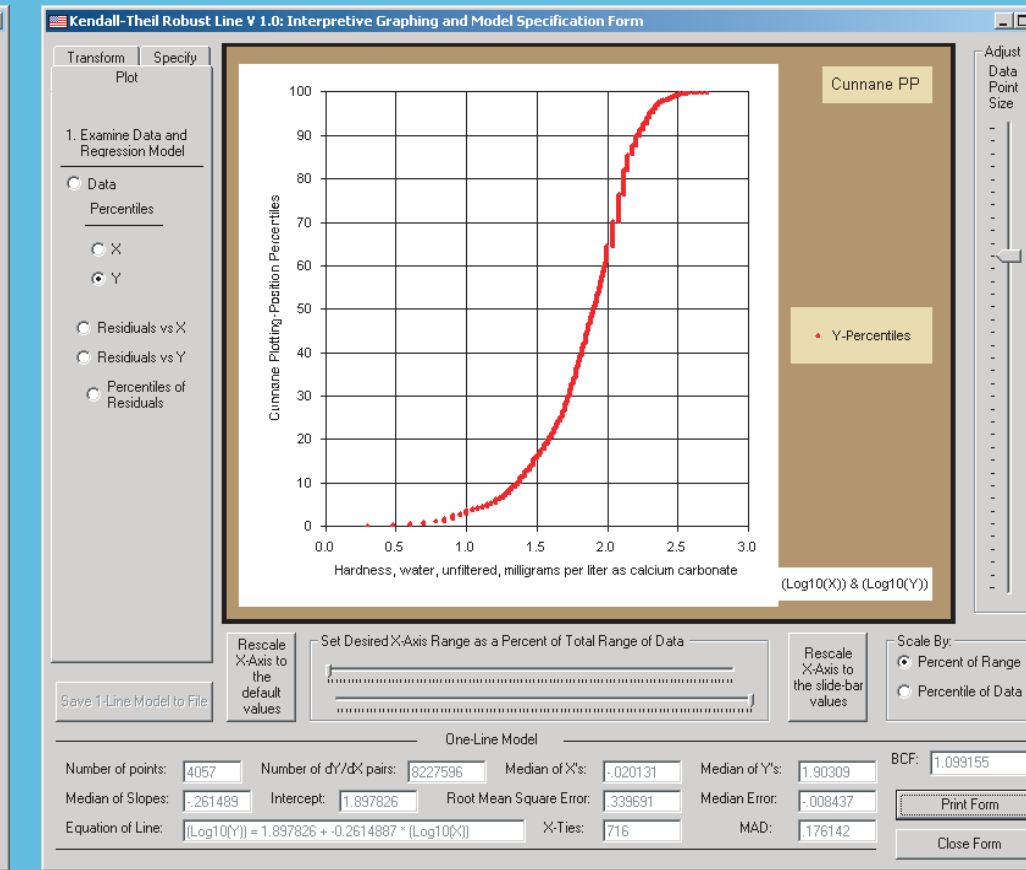 Kendall-Theil Robust Line V 1.0: Interpretive Graphing and Model Specification Form
Transform
Specify
Plot
1. Examine Data and
Regression Model
Data
Percentiles
X
Y
Residiuals vs X
Residiuals vs Y
Percentiles of
Residuals
Save 1-Line Model to File
Cunnane Plotting-Position Percentiles
100
90
80
70
60
50
40
30
20
10
0
0.0 0.5 1.0 1.5 2.0 2.5 3.0
Hardness, water, unfiltered, milligrams per liter as calcium carbonate
Cunnane PP
Y-Percentiles
(Log10(X)) & (Log10(Y))
Adjust
Data
Point
Size
Rescale
X-Axis to
the
default
values
Set Desired X-Axis Range as a Percent of Total Range of Data
Rescale
X-Axis to
the slide-bar
values
Scale By:
Percent of Range
Percentile of Data
One-Line Model
Number of points: 4057 Number of dY/dX pairs: 8227596 Median of X's: -.020131 Median of Y's: 1.90309 BCF: 1.099155
Median of Slopes: -.261489 Intercept: 1.897826 Root Mean Square Error: .339691 Median Error: -.008437
Equation of Line: (Log10(Y)) = 1.897826 + -0.2614887 * (Log10(X)) X-Ties: 716 MAD: .176142
Print Form
Close Form